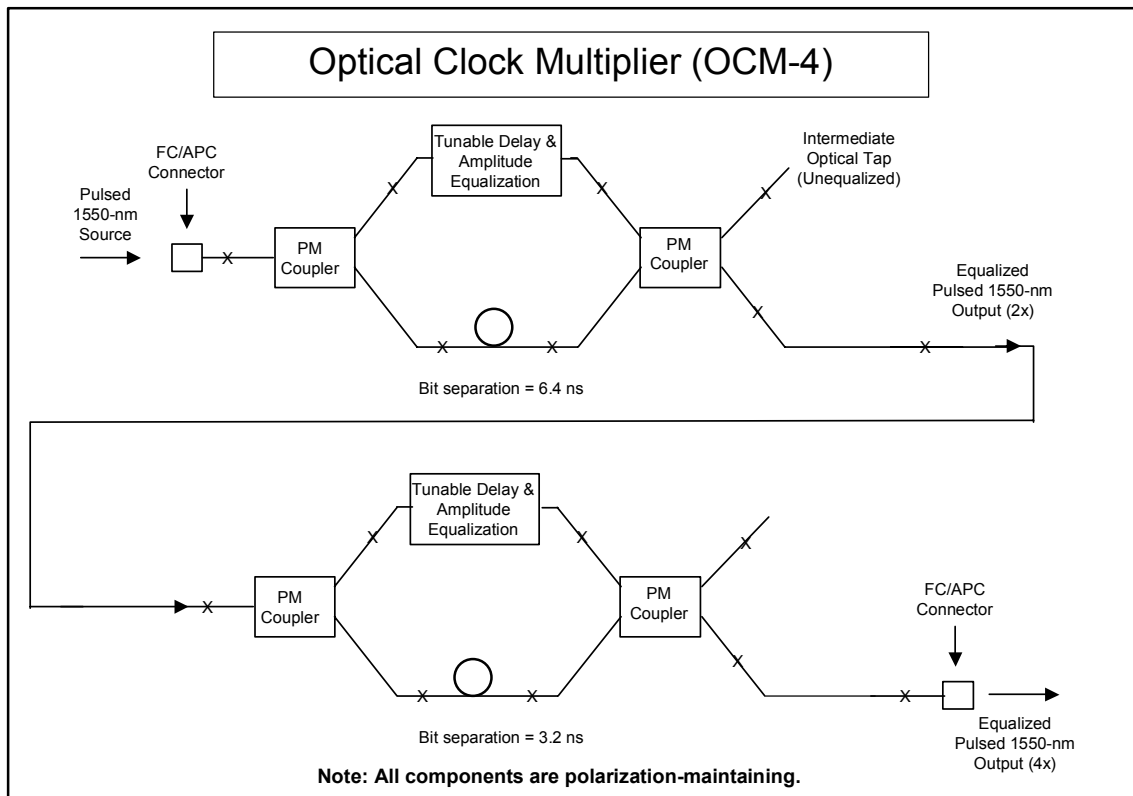 Optical Clock Multiplier (OCM-4)
FC/APC
Connector
Pulsed
1550-nm
Source
PM
Coupler
Tunable Delay &
Amplitude
Equalization
PM
Coupler
Intermediate
Optical Tap
(Unequalized)
Equalized
Pulsed 1550-nm
Output (2x)
Bit separation = 6.4 ns
PM
Coupler
Tunable Delay &
Amplitude
Equalization
PM
Coupler
FC/APC
Connector
Equalized
Pulsed 1550-nm
Output (4x)
Bit separation = 3.2 ns
Note: All components are polarization-maintaining.